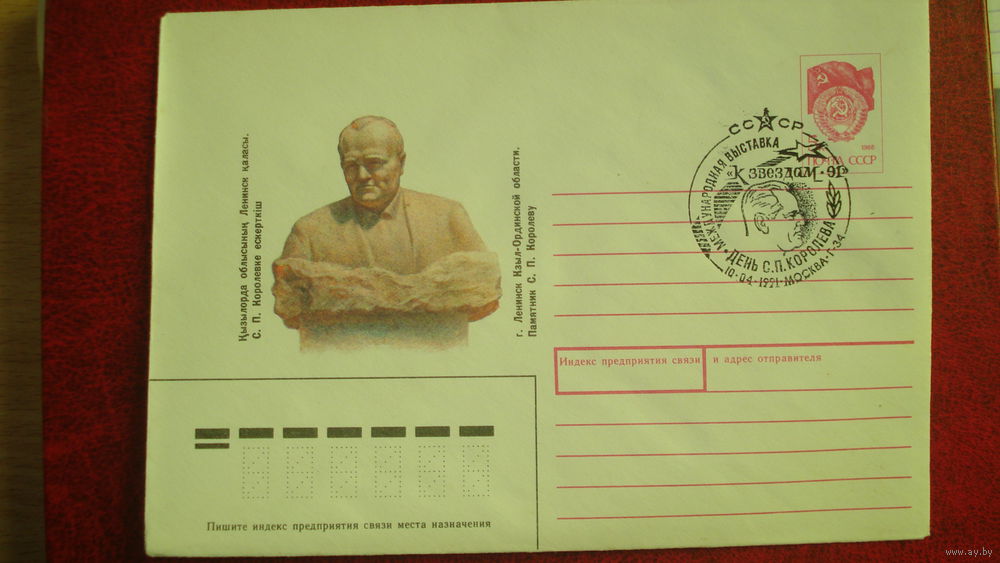 Қызылорда облысының Ленинск қаласы.
С. П. Королевке ескерткіш
г. Ленинск Кзыл-Ординской области.
Памятник С. П. Королеву
1988
ПОЧТА СССР
СССР
МЕЖДУНАРОДНАЯ ВЫСТАВКА
«К звездам-91»
ДЕНЬ С.П.КОРОЛЕВА
10·04·1991·МОСКВА·Г-34
Индекс предприятия связи и адрес отправителя
Пишите индекс предприятия связи места назначения
www.ay.by